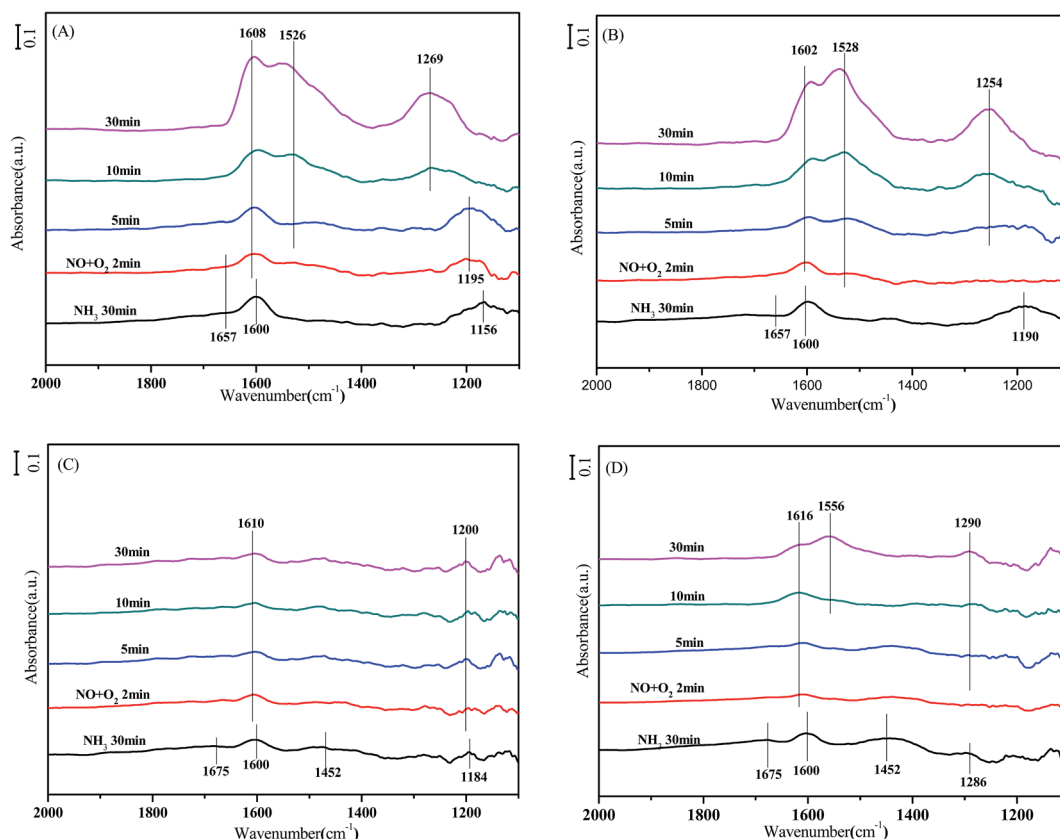 0.1
(A)
1608
1526
1269
30min
10min
5min
NO+O₂ 2min
NH₃ 30min
1195
1156
1657
1600
2000
1800
1600
1400
1200
Wavenumber(cm⁻¹)
Absorbance(a.u.)
0.1
(B)
1602
1528
1254
30min
10min
5min
NO+O₂ 2min
NH₃ 30min
1657
1600
1190
2000
1800
1600
1400
1200
Wavenumber(cm⁻¹)
Absorbance(a.u.)
0.1
(C)
1610
1200
30min
10min
5min
NO+O₂ 2min
NH₃ 30min
1675
1600
1452
1184
2000
1800
1600
1400
1200
Wavenumber(cm⁻¹)
Absorbance(a.u.)
0.1
(D)
1616
1556
1290
30min
10min
5min
NO+O₂ 2min
NH₃ 30min
1675
1600
1452
1286
2000
1800
1600
1400
1200
Wavenumber(cm⁻¹)
Absorbance(a.u.)